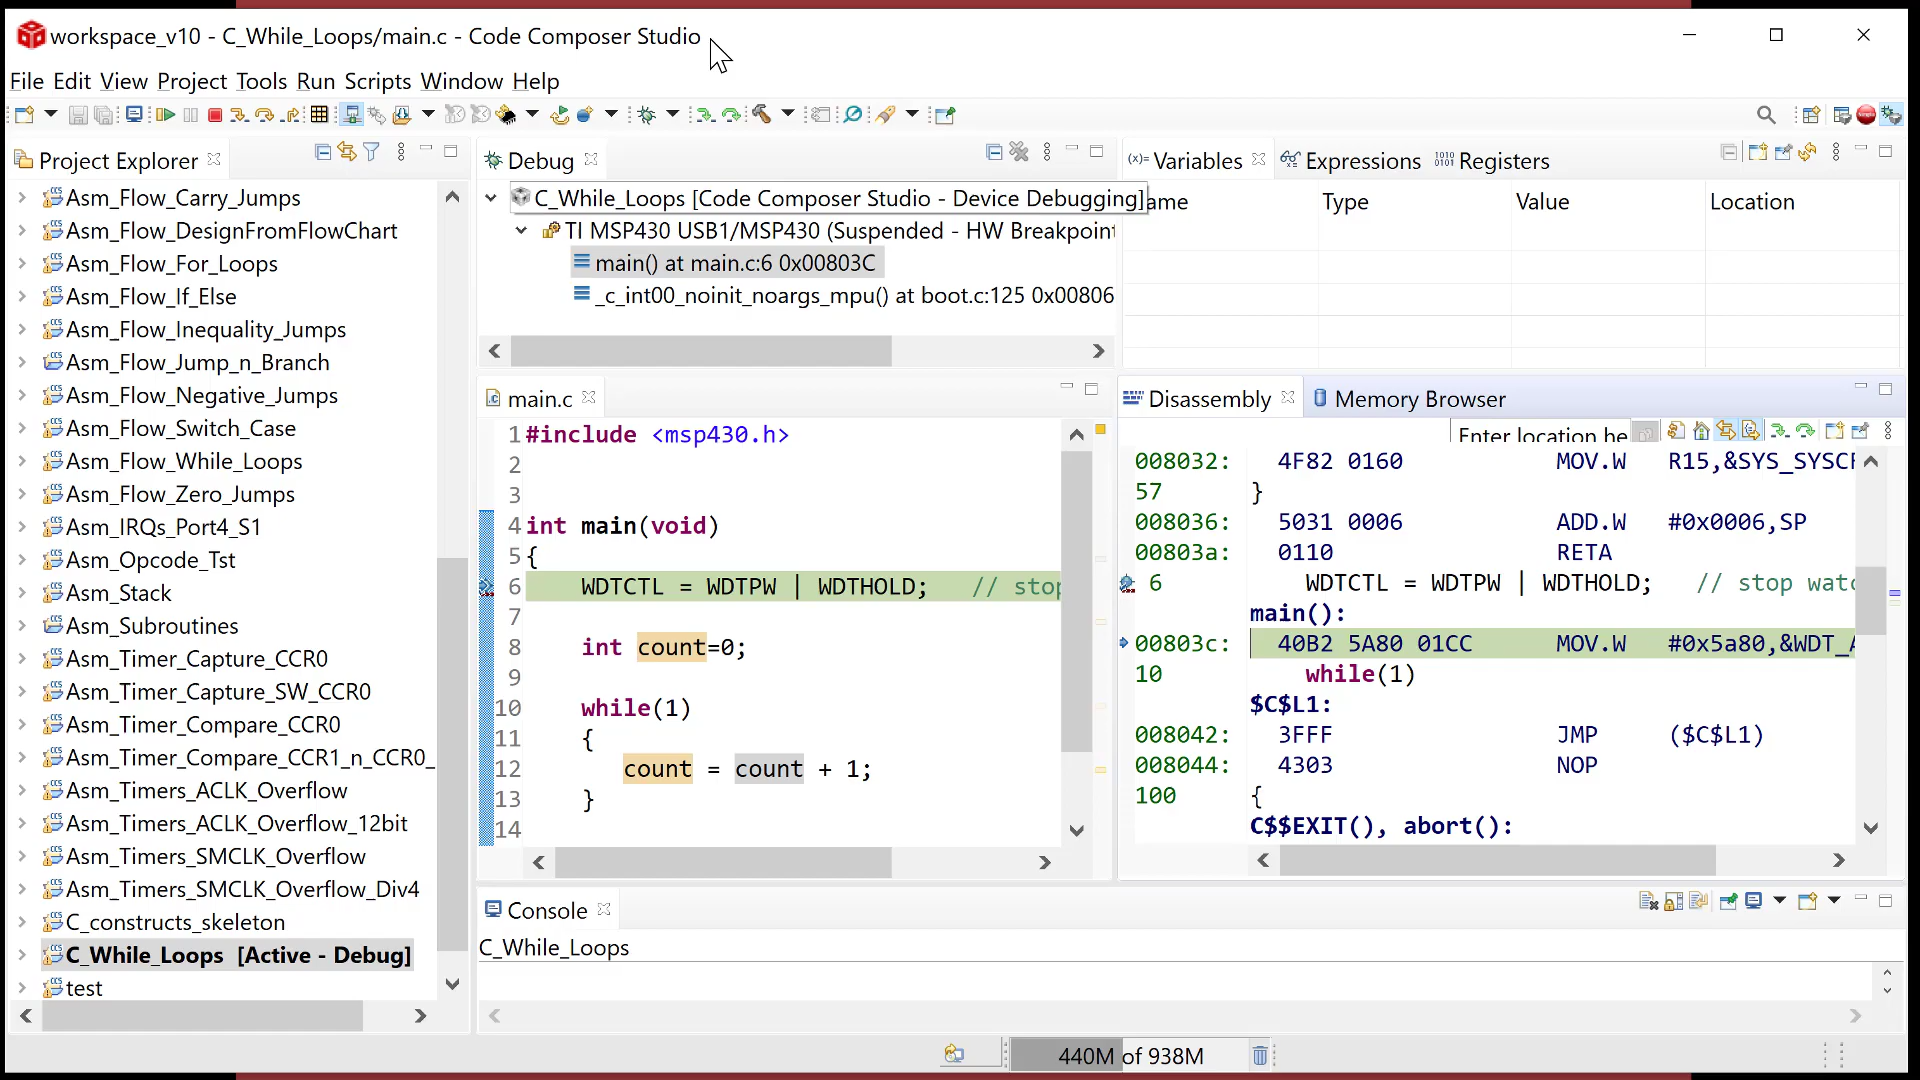 workspace_v10 - C_While_Loops/main.c - Code Composer Studio
File Edit View Project Tools Run Scripts Window Help
Project Explorer
Asm_Flow_Carry_Jumps
Asm_Flow_DesignFromFlowChart
Asm_Flow_For_Loops
Asm_Flow_If_Else
Asm_Flow_Inequality_Jumps
Asm_Flow_Jump_n_Branch
Asm_Flow_Negative_Jumps
Asm_Flow_Switch_Case
Asm_Flow_While_Loops
Asm_Flow_Zero_Jumps
Asm_IRQs_Port4_S1
Asm_Opcode_Tst
Asm_Stack
Asm_Subroutines
Asm_Timer_Capture_CCR0
Asm_Timer_Capture_SW_CCR0
Asm_Timer_Compare_CCR0
Asm_Timer_Compare_CCR1_n_CCR0_
Asm_Timers_ACLK_Overflow
Asm_Timers_ACLK_Overflow_12bit
Asm_Timers_SMCLK_Overflow
Asm_Timers_SMCLK_Overflow_Div4
C_constructs_skeleton
C_While_Loops [Active - Debug]
test
Debug
C_While_Loops [Code Composer Studio - Device Debugging]
TI MSP430 USB1/MSP430 (Suspended - HW Breakpoint
main() at main.c:6 0x00803C
_c_int00_noinit_noargs_mpu() at boot.c:125 0x00806
(x)= Variables Expressions 1010 0101 Registers
ame Type Value Location
main.c
1 #include <msp430.h>
2
3
4 int main(void)
5 {
6 WDTCTL = WDTPW | WDTHOLD; // stop
7
8 int count=0;
9
10 while(1)
11 {
12 count = count + 1;
13 }
14
Disassembly Memory Browser
Enter location he
008032: 4F82 0160 MOV.W R15,&SYS_SYSCF
57 }
008036: 5031 0006 ADD.W #0x0006,SP
00803a: 0110 RETA
6 WDTCTL = WDTPW | WDTHOLD; // stop watc
main():
00803c: 40B2 5A80 01CC MOV.W #0x5a80,&WDT_A
10 while(1)
$C$L1:
008042: 3FFF JMP ($C$L1)
008044: 4303 NOP
100 {
C$$EXIT(), abort():
Console
C_While_Loops
440M of 938M